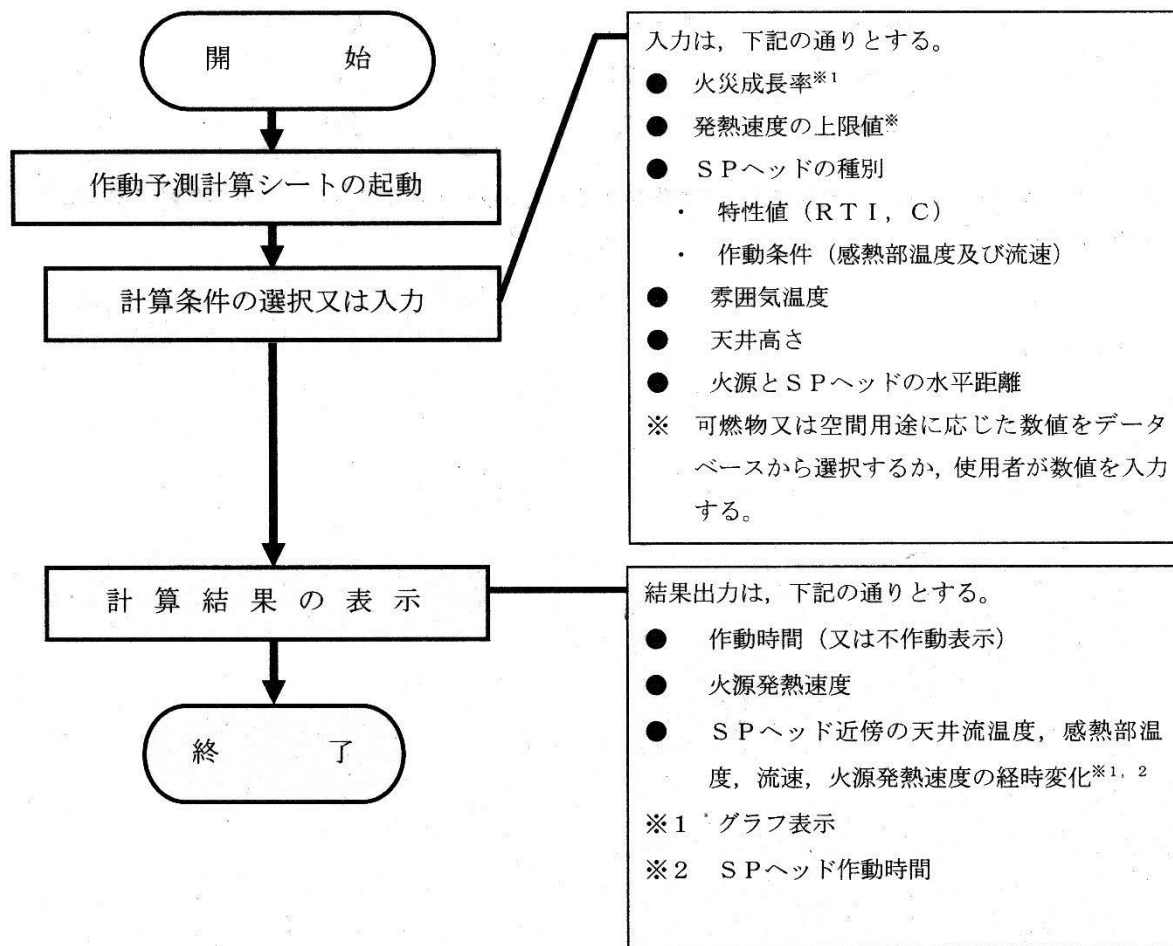 開　　始
作動予測計算シートの起動
計算条件の選択又は入力
入力は，下記の通りとする。
● 火災成長率※1
● 発熱速度の上限値※
● ＳＰヘッドの種別
・ 特性値（ＲＴＩ，Ｃ）
・ 作動条件（感熱部温度及び流速）
● 雰囲気温度
● 天井高さ
● 火源とＳＰヘッドの水平距離
※ 可燃物又は空間用途に応じた数値をデータ
ベースから選択するか，使用者が数値を入力
する。
計 算 結 果 の 表 示
結果出力は，下記の通りとする。
● 作動時間（又は不作動表示）
● 火源発熱速度
● ＳＰヘッド近傍の天井流温度，感熱部温
度，流速，火源発熱速度の経時変化※1，2
※１ グラフ表示
※２ ＳＰヘッド作動時間
終　　了